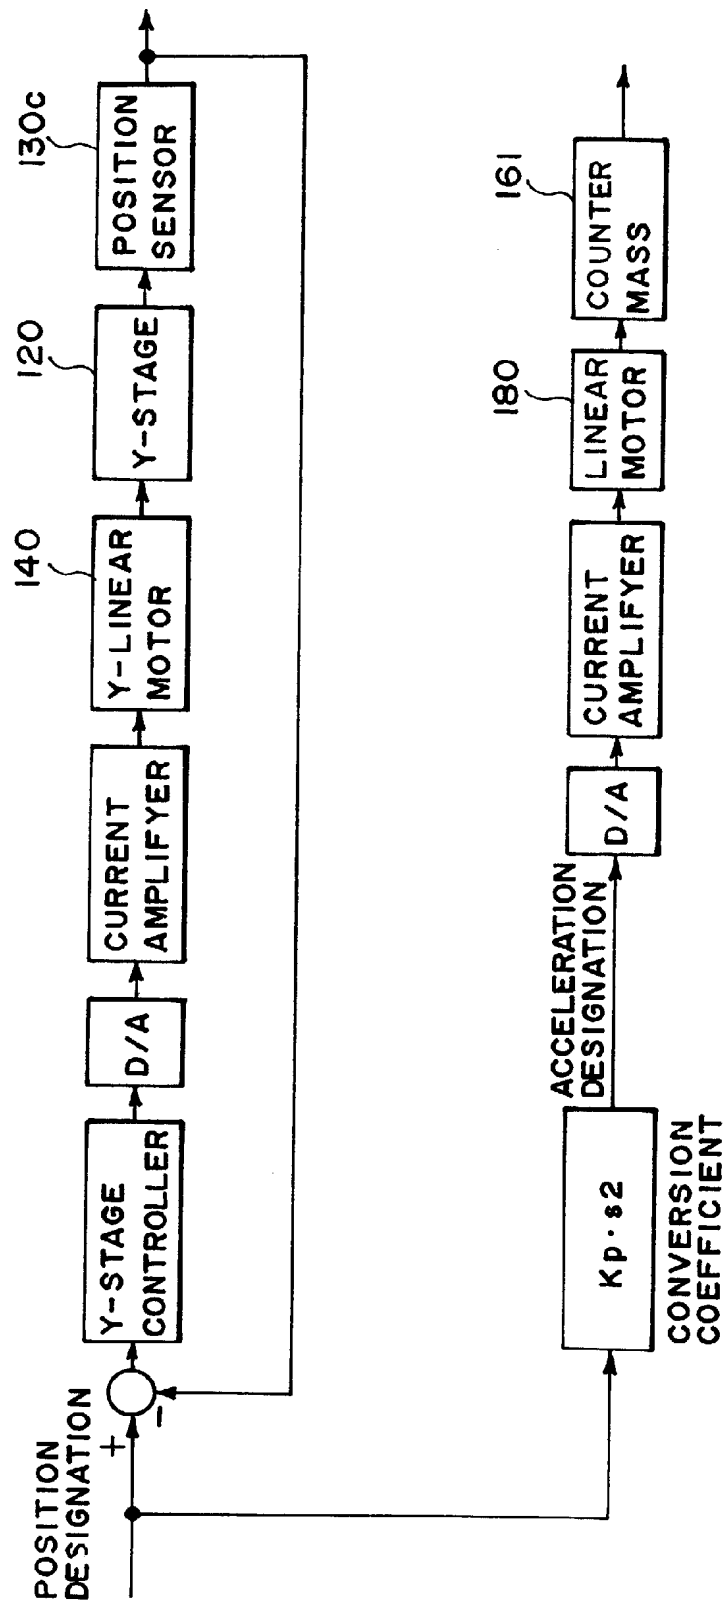 POSITION
DESIGNATION
+
-
Y-STAGE
CONTROLLER
D/A
CURRENT
AMPLIFYER
140
Y-LINEAR
MOTOR
120
Y-STAGE
130c
POSITION
SENSOR
Kp·s2
CONVERSION
COEFFICIENT
ACCELERATION
DESIGNATION
D/A
CURRENT
AMPLIFYER
180
LINEAR
MOTOR
161
COUNTER
MASS